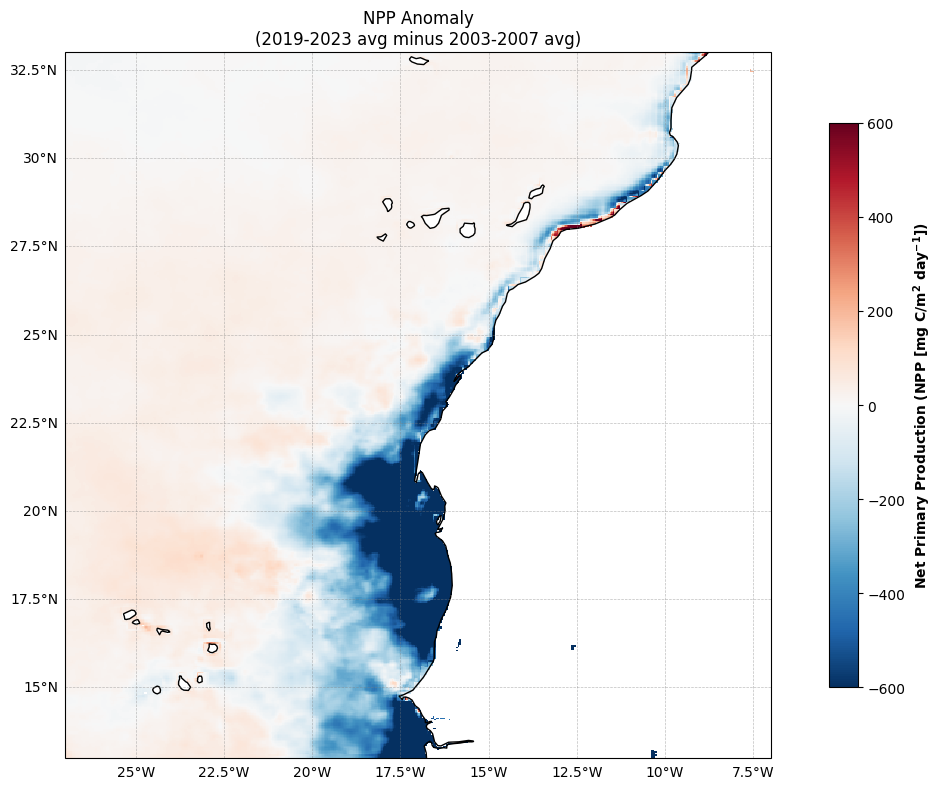 NPP Anomaly
(2019-2023 avg minus 2003-2007 avg)
32.5°N
30°N
27.5°N
25°N
22.5°N
20°N
17.5°N
15°N
25°W
22.5°W
20°W
17.5°W
15°W
12.5°W
10°W
7.5°W
600
400
200
0
−200
−400
−600
Net Primary Production (NPP [mg C/m² day⁻¹])